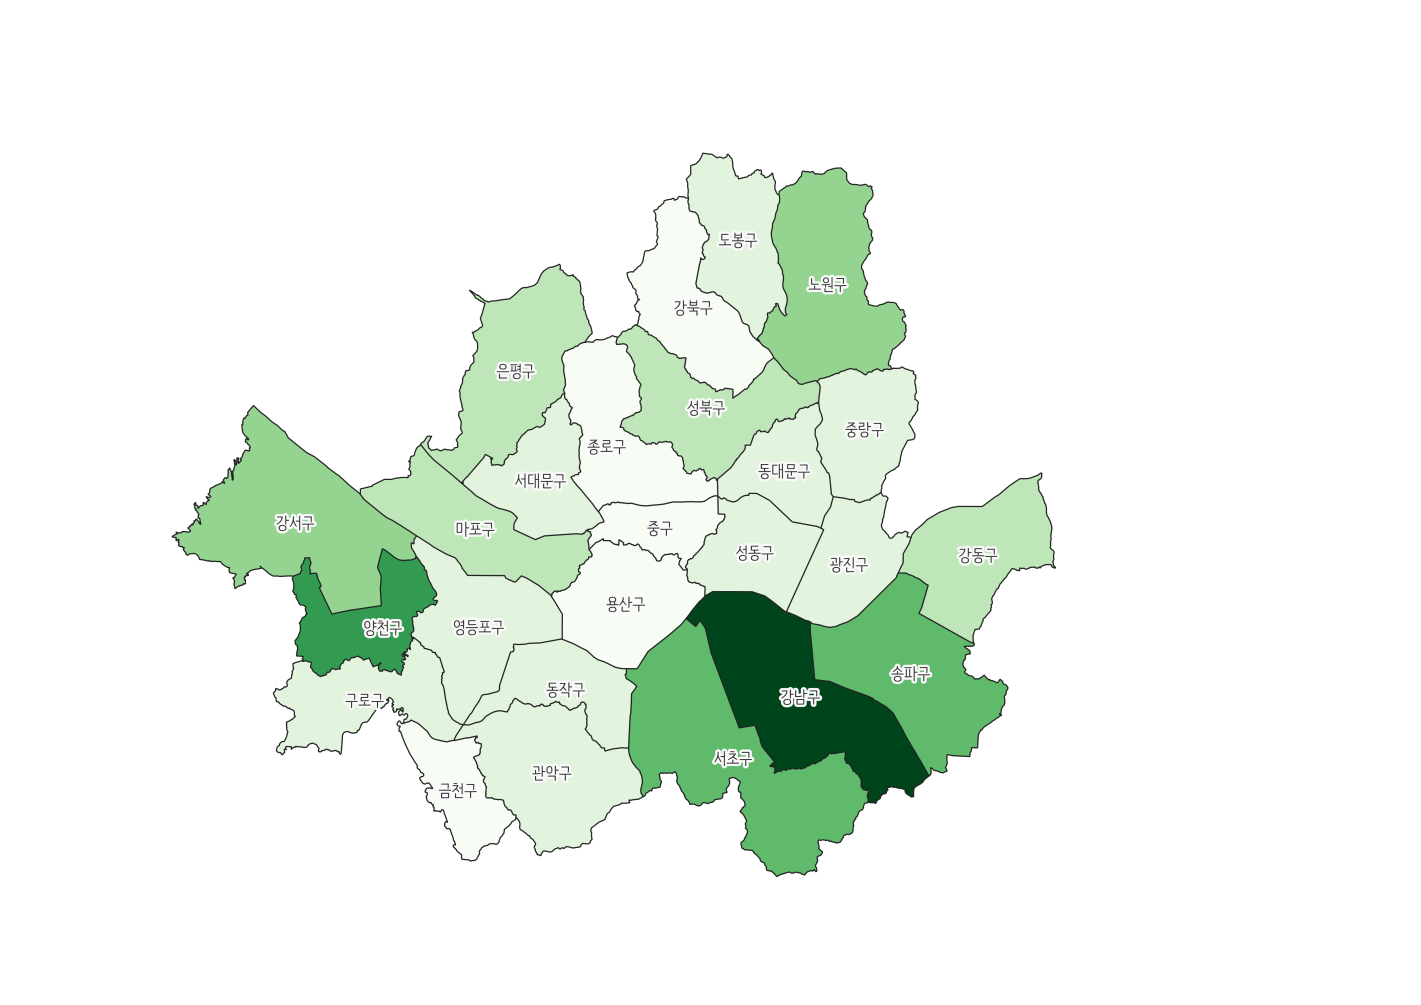 도봉구
노원구
강북구
은평구
성북구
중랑구
종로구
동대문구
서대문구
강서구
마포구
중구
성동구
강동구
광진구
용산구
양천구
영등포구
송파구
동작구
강남구
구로구
서초구
관악구
금천구